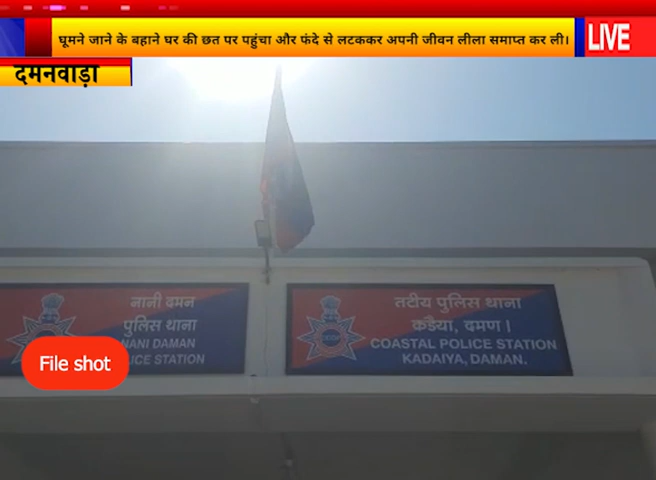 घूमने जाने के बहाने घर की छत पर पहुंचा और फंदे से लटककर अपनी जीवन लीला समाप्त कर ली।
LIVE
दमनवाड़ा
नानी दमन
पुलिस थाना
NANI DAMAN
POLICE STATION
तटीय पुलिस थाना
कडैया, दमण।
COASTAL POLICE STATION
KADAIYA, DAMAN.
File shot